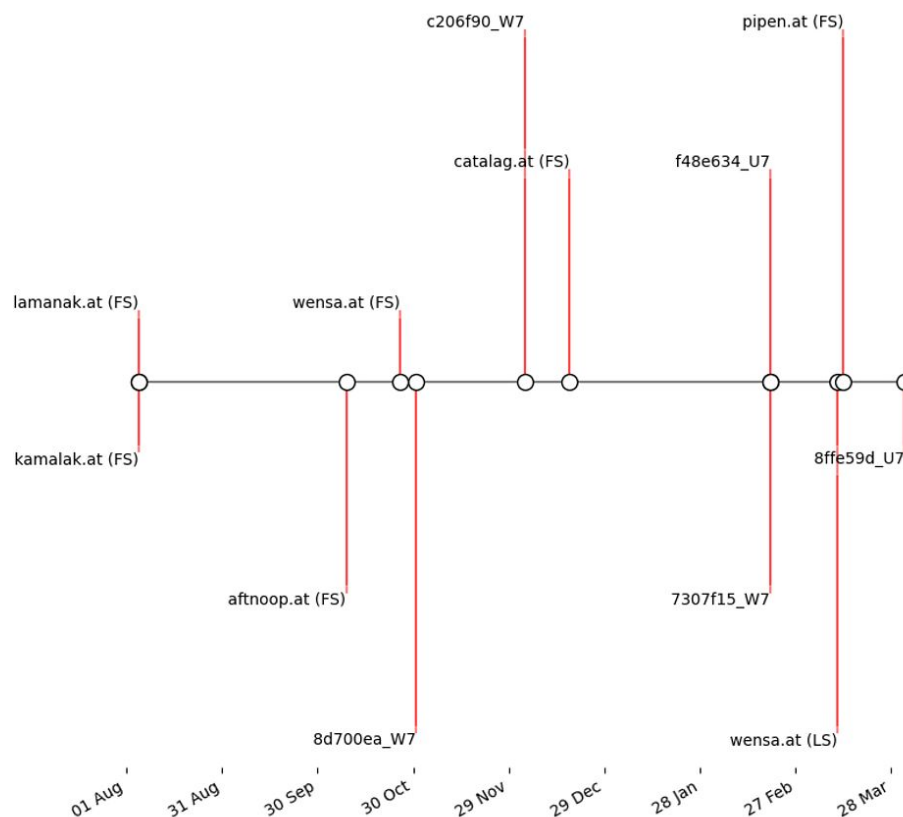 c206f90_W7
pipen.at (FS)
catalag.at (FS)
f48e634_U7
lamanak.at (FS)
wensa.at (FS)
kamalak.at (FS)
8ffe59d_U7
aftnoop.at (FS)
7307f15_W7
8d700ea_W7
wensa.at (LS)
01 Aug
31 Aug
30 Sep
30 Oct
29 Nov
29 Dec
28 Jan
27 Feb
28 Mar